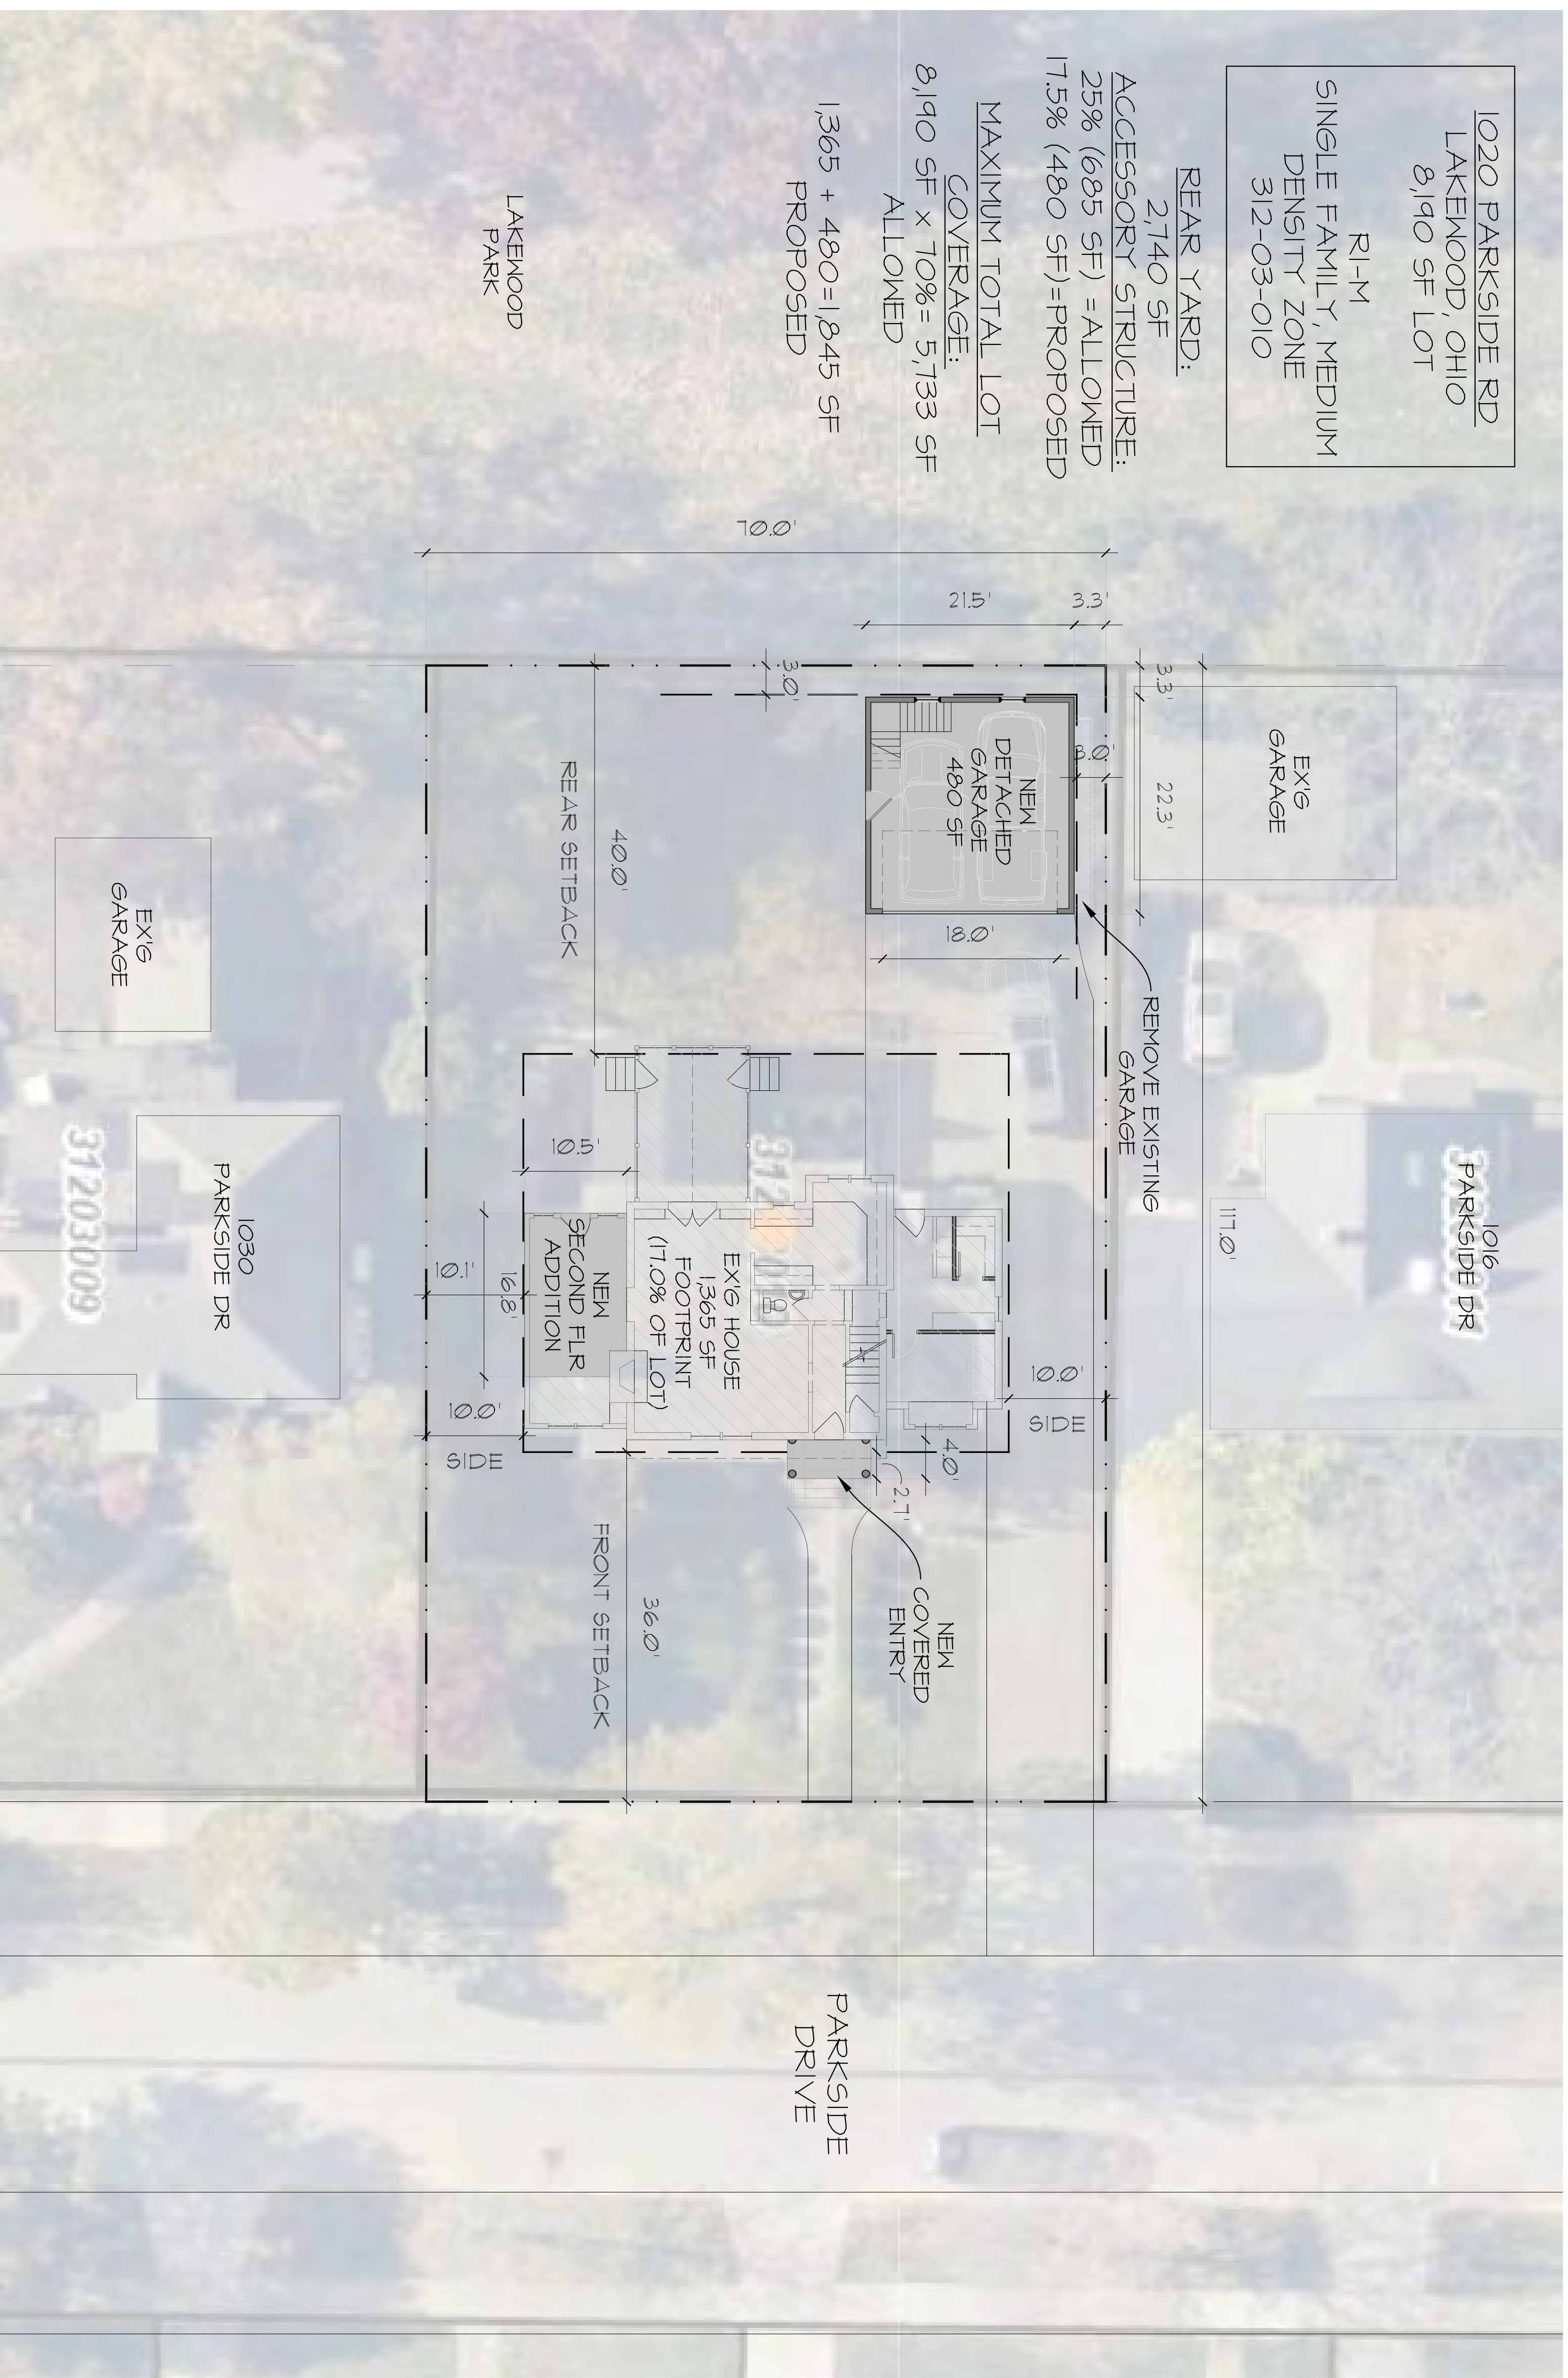 1020 PARKSIDE RD
LAKEWOOD, OHIO
8,190 SF LOT
R1-M
SINGLE FAMILY, MEDIUM
DENSITY ZONE
312-03-010
REAR YARD:
2,740 SF
ACCESSORY STRUCTURE:
25% (685 SF) =ALLOWED
17.5% (480 SF)=PROPOSED
MAXIMUM TOTAL LOT
COVERAGE:
8,190 SF x 70%= 5,733 SF
ALLOWED
1,365 + 480=1,845 SF
PROPOSED
LAKEWOOD
PARK
70.0'
21.5'
3.3'
3.0'
3.3'
22.3'
3.0'
EX'G
GARAGE
NEW
DETACHED
GARAGE
480 SF
18.0'
REMOVE EXISTING
GARAGE
40.0'
REAR SETBACK
EX'G
GARAGE
1016
PARKSIDE DR
117.0'
1030
PARKSIDE DR
31203009
10.5'
10.1'
16.8'
NEW
SECOND FLR
ADDITION
EX'G HOUSE
1,365 SF
FOOTPRINT
(17.0% OF LOT)
10.0'
SIDE
10.0'
SIDE
4.0'
2.7'
NEW
COVERED
ENTRY
36.0'
FRONT SETBACK
PARKSIDE
DRIVE